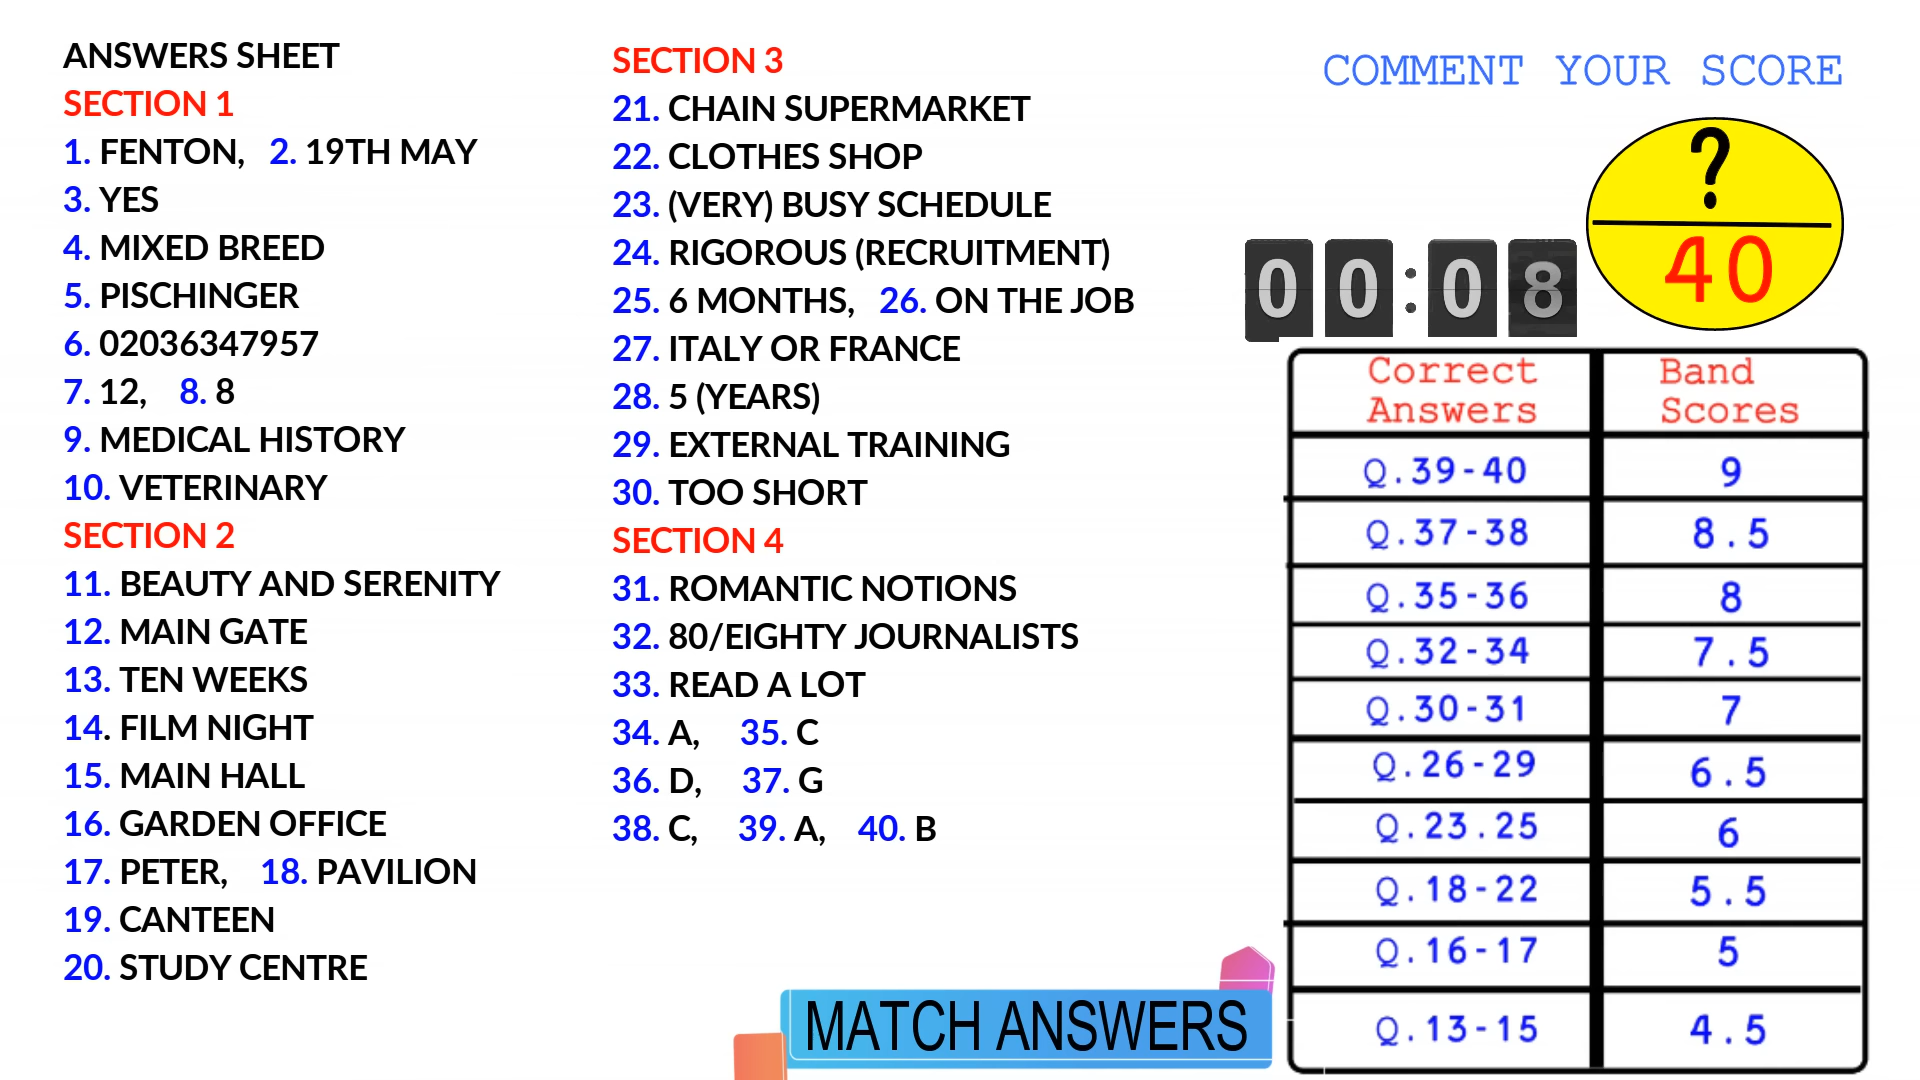 ANSWERS SHEET
SECTION 1
1. FENTON, 2. 19TH MAY
3. YES
4. MIXED BREED
5. PISCHINGER
6. 02036347957
7. 12, 8. 8
9. MEDICAL HISTORY
10. VETERINARY
SECTION 2
11. BEAUTY AND SERENITY
12. MAIN GATE
13. TEN WEEKS
14. FILM NIGHT
15. MAIN HALL
16. GARDEN OFFICE
17. PETER, 18. PAVILION
19. CANTEEN
20. STUDY CENTRE
SECTION 3
21. CHAIN SUPERMARKET
22. CLOTHES SHOP
23. (VERY) BUSY SCHEDULE
24. RIGOROUS (RECRUITMENT)
25. 6 MONTHS, 26. ON THE JOB
27. ITALY OR FRANCE
28. 5 (YEARS)
29. EXTERNAL TRAINING
30. TOO SHORT
SECTION 4
31. ROMANTIC NOTIONS
32. 80/EIGHTY JOURNALISTS
33. READ A LOT
34. A, 35. C
36. D, 37. G
38. C, 39. A, 40. B
MATCH ANSWERS
COMMENT YOUR SCORE
?
40
00:08
Correct Answers Band Scores
Q.39-40 9
Q.37-38 8.5
Q.35-36 8
Q.32-34 7.5
Q.30-31 7
Q.26-29 6.5
Q.23.25 6
Q.18-22 5.5
Q.16-17 5
Q.13-15 4.5